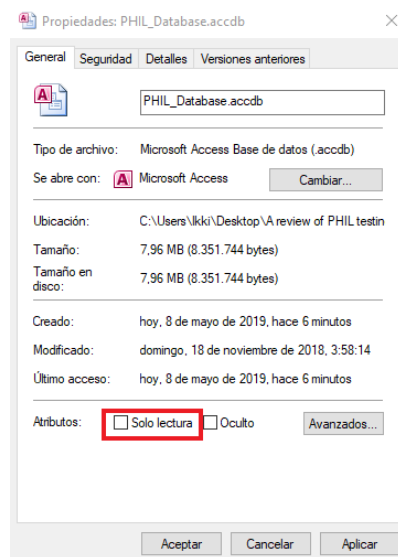 Propiedades: PHIL_Database.accdb
General Seguridad Detalles Versiones anteriores
PHIL_Database.accdb
Tipo de archivo: Microsoft Access Base de datos (.accdb)
Se abre con: Microsoft Access Cambiar...
Ubicación: C:\Users\Ikki\Desktop\A review of PHIL testin
Tamaño: 7,96 MB (8.351.744 bytes)
Tamaño en
disco: 7,96 MB (8.351.744 bytes)
Creado: hoy, 8 de mayo de 2019, hace 6 minutos
Modificado: domingo, 18 de noviembre de 2018, 3:58:14
Último acceso: hoy, 8 de mayo de 2019, hace 6 minutos
Atributos: Solo lectura Oculto Avanzados...
Aceptar Cancelar Aplicar